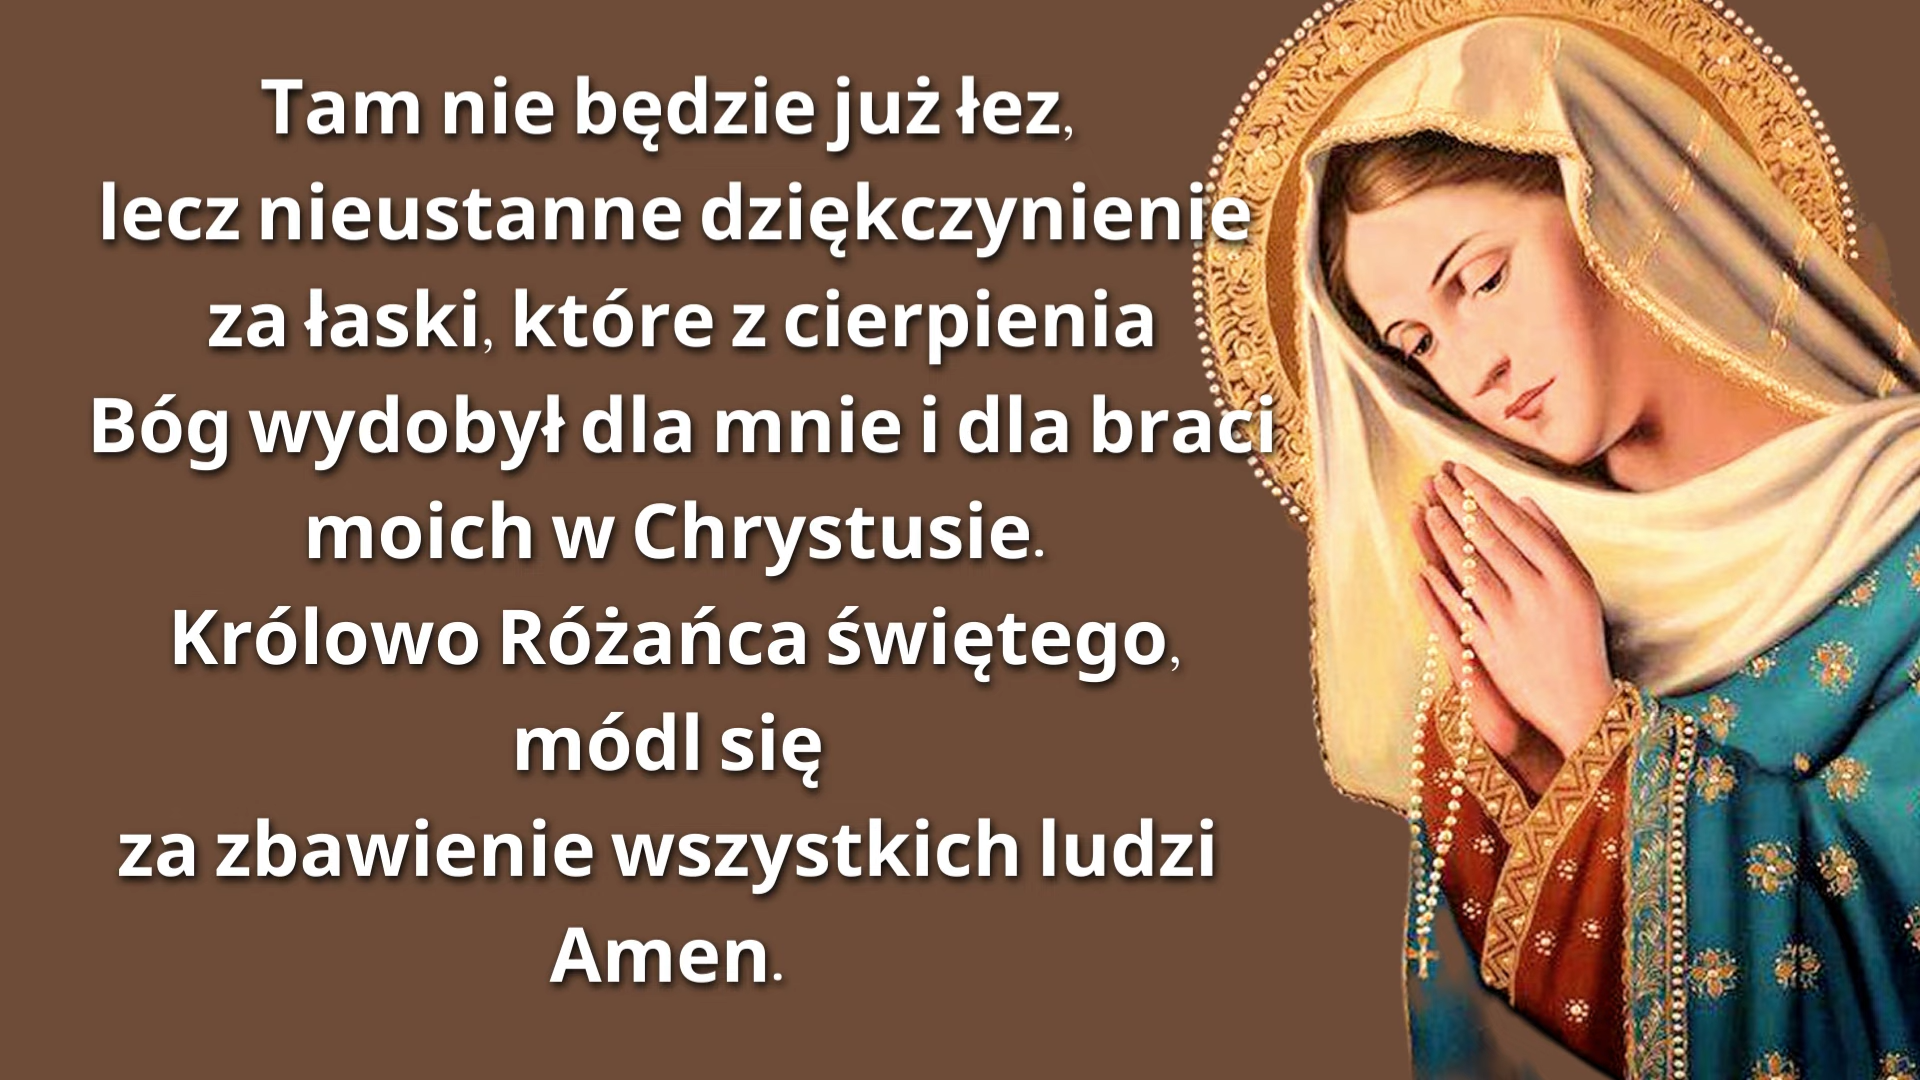 Tam nie będzie już łez,
lecz nieustanne dziękczynienie
za łaski, które z cierpienia
Bóg wydobył dla mnie i dla braci
moich w Chrystusie.
Królowo Różańca świętego,
módl się
za zbawienie wszystkich ludzi
Amen.